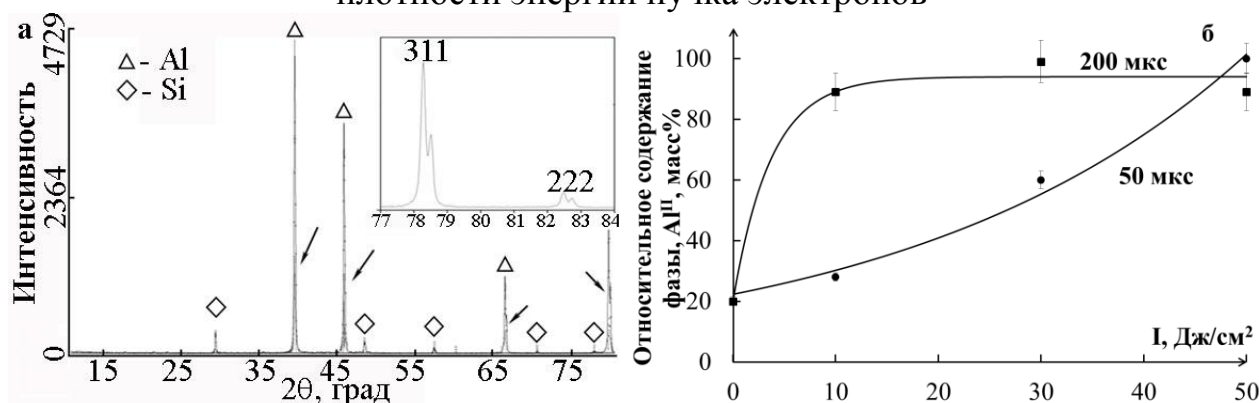 плотности энергии пучка электронов
а
4729
2364
0
Интенсивность
△ - Al
◇ - Si
311
222
77 78 79 80 81 82 83 84
15 25 35 45 55 65 75
2θ, град
б
Относительное содержание
фазы, Al^II, масс%
100
80
60
40
20
0
200 мкс
50 мкс
I, Дж/см²
0 10 20 30 40 50